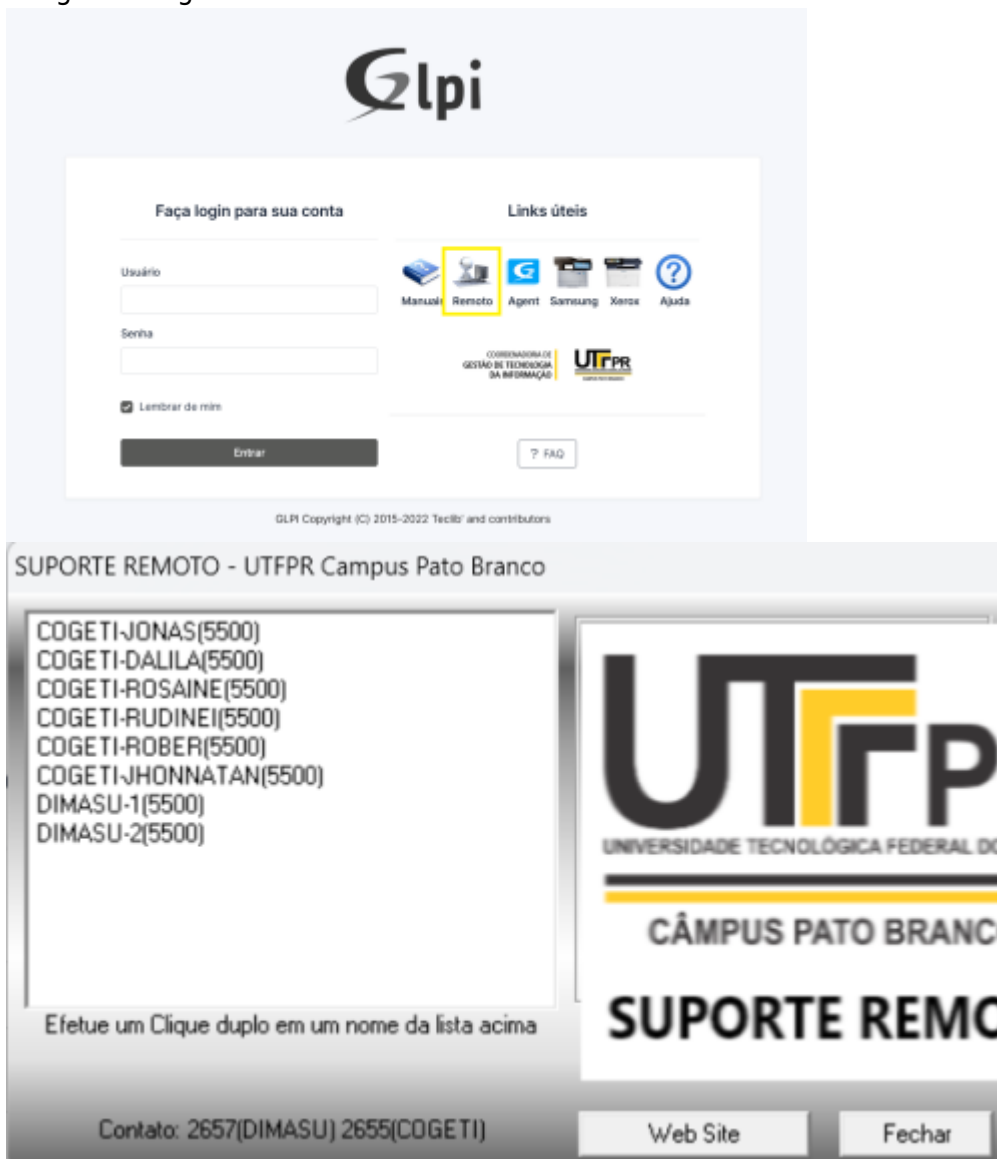 Glpi
Faça login para sua conta
Links úteis
Usuário
Manuais Remoto Agent Samsung Xerox Ajuda
Senha
COORDENADORIA DE
GESTÃO DE TECNOLOGIA
DA INFORMAÇÃO
UTFPR
Lembrar de mim
Entrar
? FAQ
GLPI Copyright (C) 2015-2022 Teclib' and contributors
SUPORTE REMOTO - UTFPR Campus Pato Branco
COGETI-JONAS(5500)
COGETI-DALILA(5500)
COGETI-ROSAINE(5500)
COGETI-RUDINEI(5500)
COGETI-ROBER(5500)
COGETI-JHONNATAN(5500)
DIMASU-1(5500)
DIMASU-2(5500)
UTFP
UNIVERSIDADE TECNOLÓGICA FEDERAL DO
CÂMPUS PATO BRANCO
SUPORTE REMO
Efetue um Clique duplo em um nome da lista acima
Contato: 2657(DIMASU) 2655(COGETI)
Web Site
Fechar